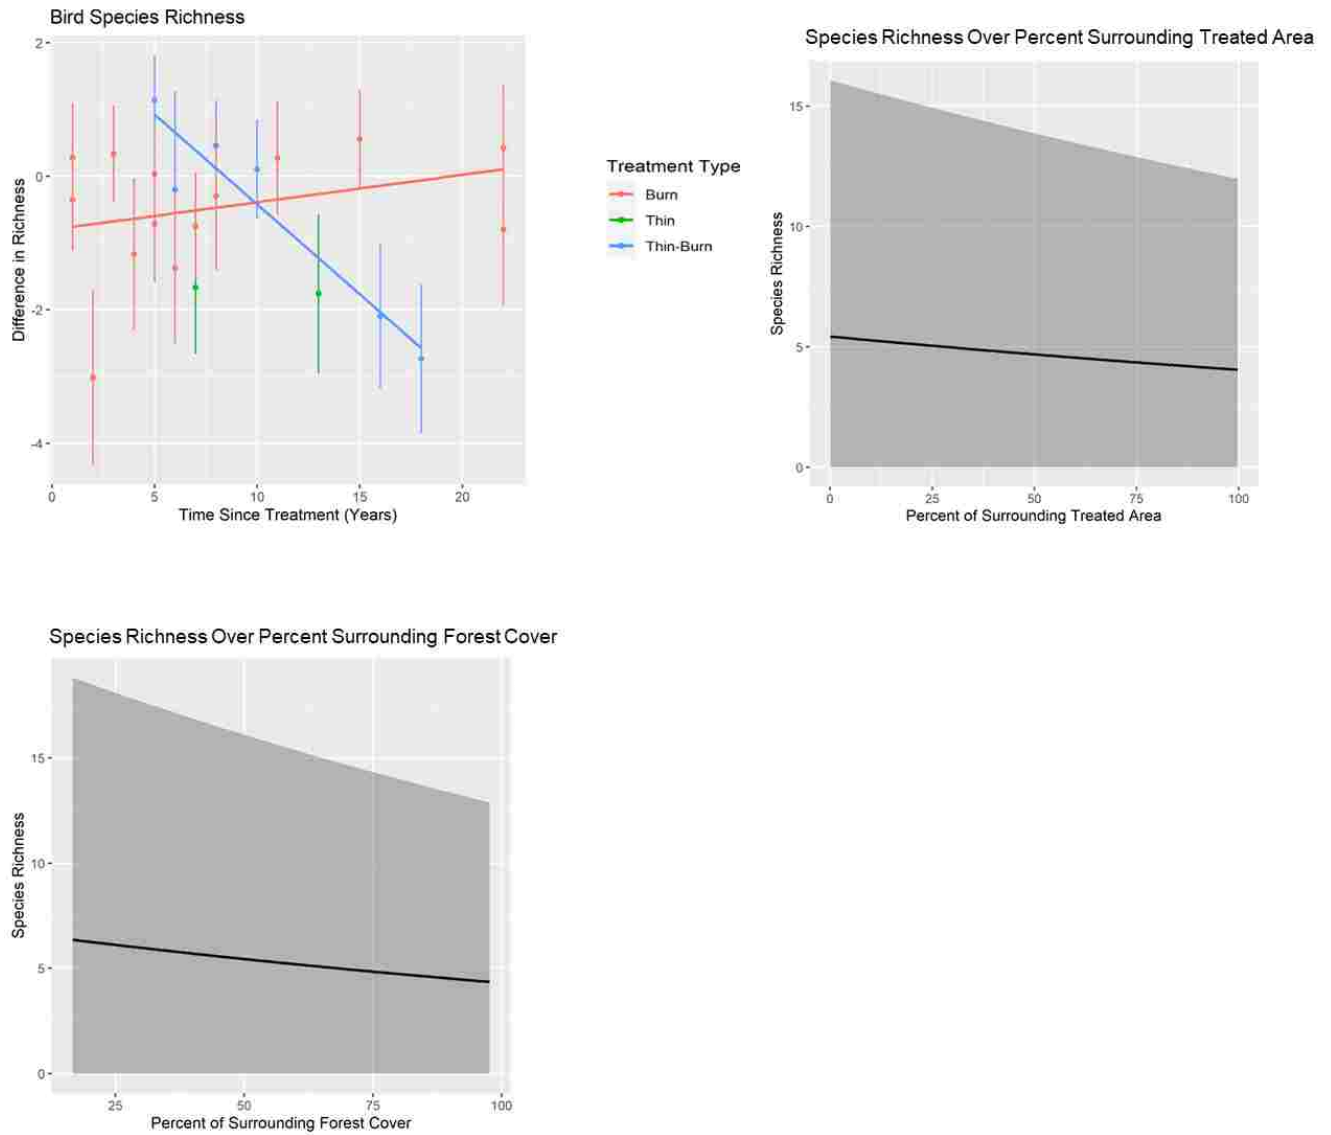 Bird Species Richness
2
0
-2
-4
Difference in Richness
0 5 10 15 20
Time Since Treatment (Years)
Treatment Type
Burn
Thin
Thin-Burn
Species Richness Over Percent Surrounding Treated Area
15
10
5
0
Species Richness
0 25 50 75 100
Percent of Surrounding Treated Area
Species Richness Over Percent Surrounding Forest Cover
15
10
5
0
Species Richness
25 50 75 100
Percent of Surrounding Forest Cover